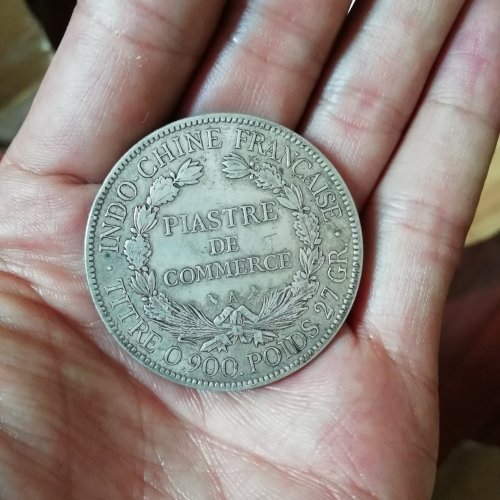 INDO-CHINE FRANÇAISE
PIASTRE
DE
COMMERCE
A
TITRE 0,900. POIDS 27 GR.